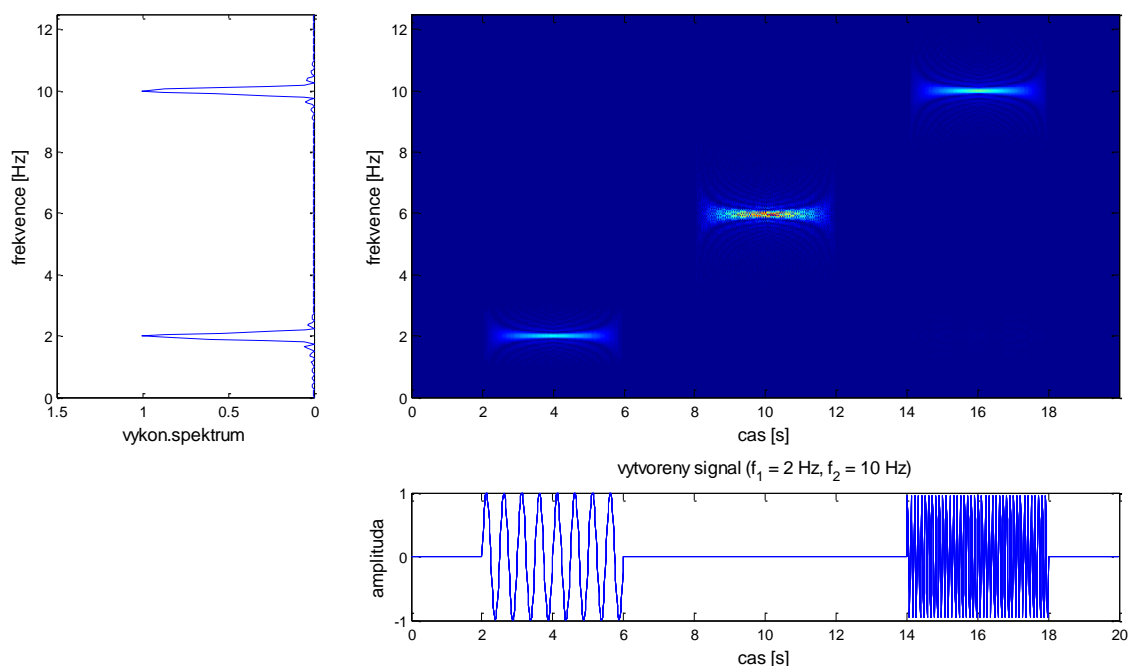 12
10
8
6
4
2
0
frekvence [Hz]
1.5 1 0.5 0
vykon.spektrum
12
10
8
6
4
2
0
frekvence [Hz]
0 2 4 6 8 10 12 14 16 18
cas [s]
vytvoreny signal (f1 = 2 Hz, f2 = 10 Hz)
1
0
-1
amplituda
0 2 4 6 8 10 12 14 16 18 20
cas [s]